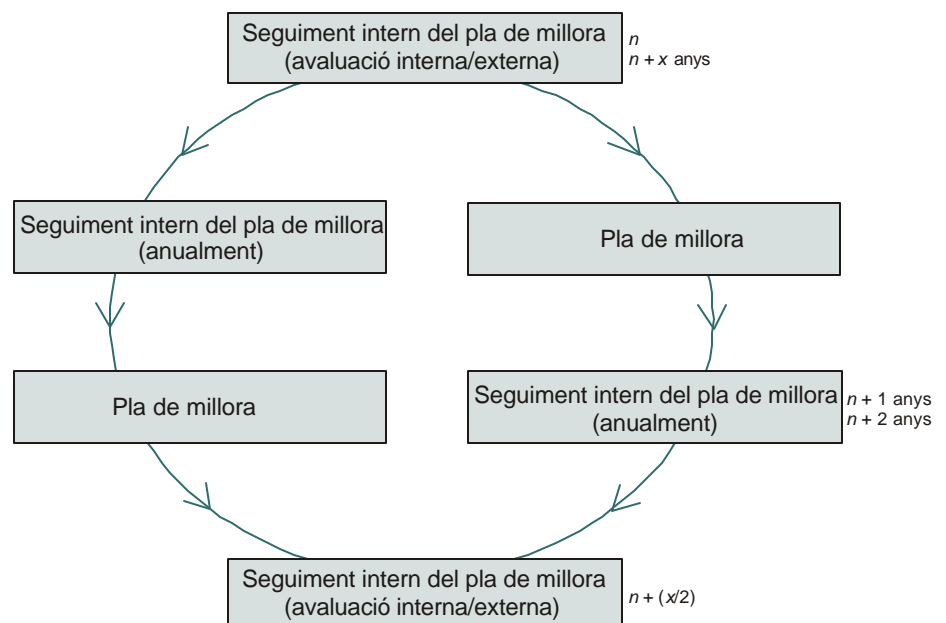 Seguiment intern del pla de millora
(avaluació interna/externa)
n
n + x anys
Seguiment intern del pla de millora
(anualment)
Pla de millora
Pla de millora
Seguiment intern del pla de millora
(anualment)
n + 1 anys
n + 2 anys
Seguiment intern del pla de millora
(avaluació interna/externa)
n + (x/2)